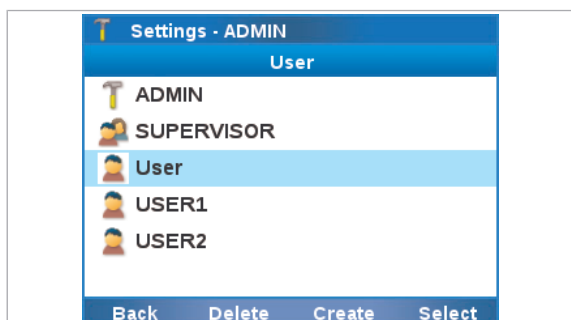 Settings - ADMIN
User
ADMIN
SUPERVISOR
User
USER1
USER2
Back Delete Create Select